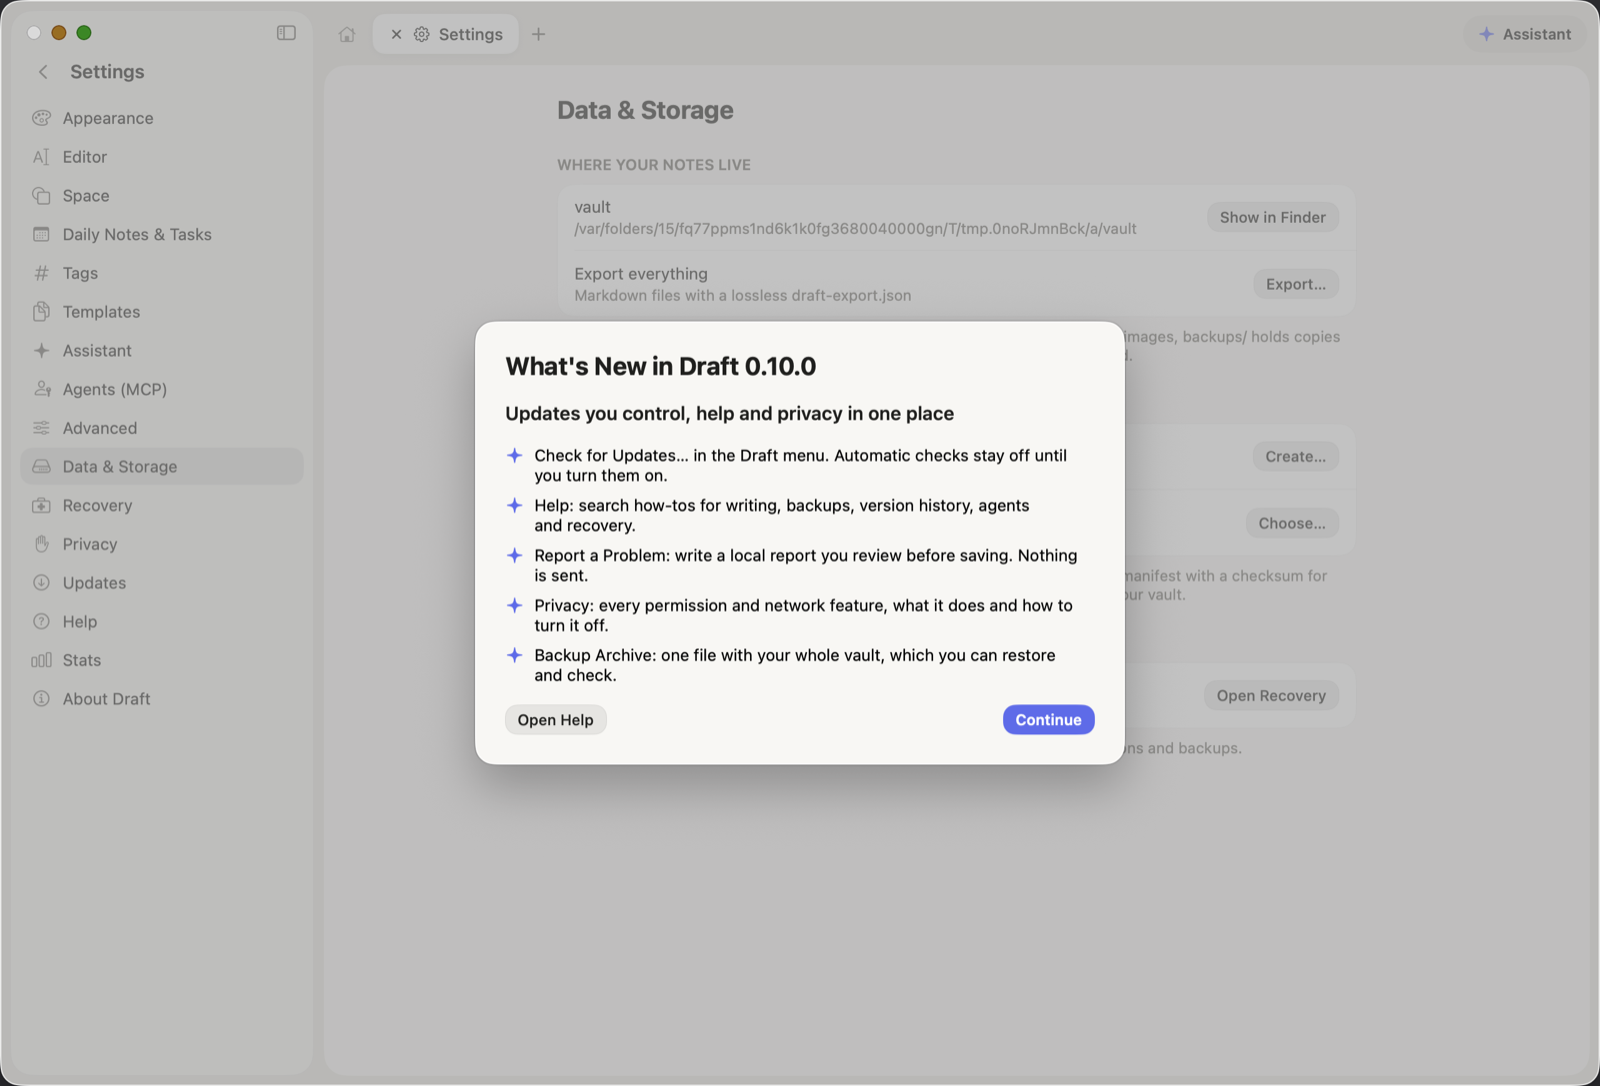 Settings
Assistant
Settings
Appearance
Editor
Space
Daily Notes & Tasks
Tags
Templates
Assistant
Agents (MCP)
Advanced
Data & Storage
Recovery
Privacy
Updates
Help
Stats
About Draft
Data & Storage
WHERE YOUR NOTES LIVE
vault
/var/folders/15/fq77ppms1nd6k1k0fg3680040000gn/T/tmp.0noRJmnBck/a/vault
Show in Finder
Export everything
Markdown files with a lossless draft-export.json
Export...
images, backups/ holds copies
Create...
Choose...
manifest with a checksum for
vault.
Open Recovery
and backups.
What's New in Draft 0.10.0
Updates you control, help and privacy in one place
Check for Updates... in the Draft menu. Automatic checks stay off until
you turn them on.
Help: search how-tos for writing, backups, version history, agents
and recovery.
Report a Problem: write a local report you review before saving. Nothing
is sent.
Privacy: every permission and network feature, what it does and how to
turn it off.
Backup Archive: one file with your whole vault, which you can restore
and check.
Open Help
Continue